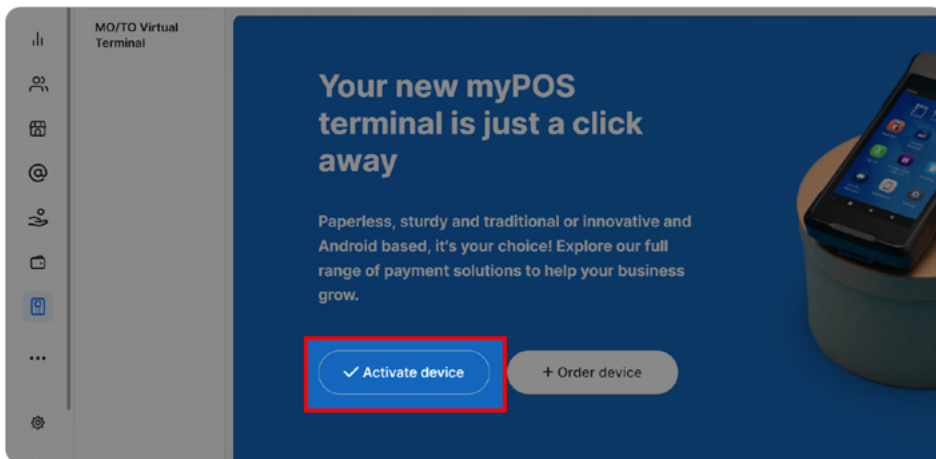 MO/TO Virtual
Terminal
Your new myPOS
terminal is just a click
away
Paperless, sturdy and traditional or innovative and
Android based, it's your choice! Explore our full
range of payment solutions to help your business
grow.
Activate device
+ Order device